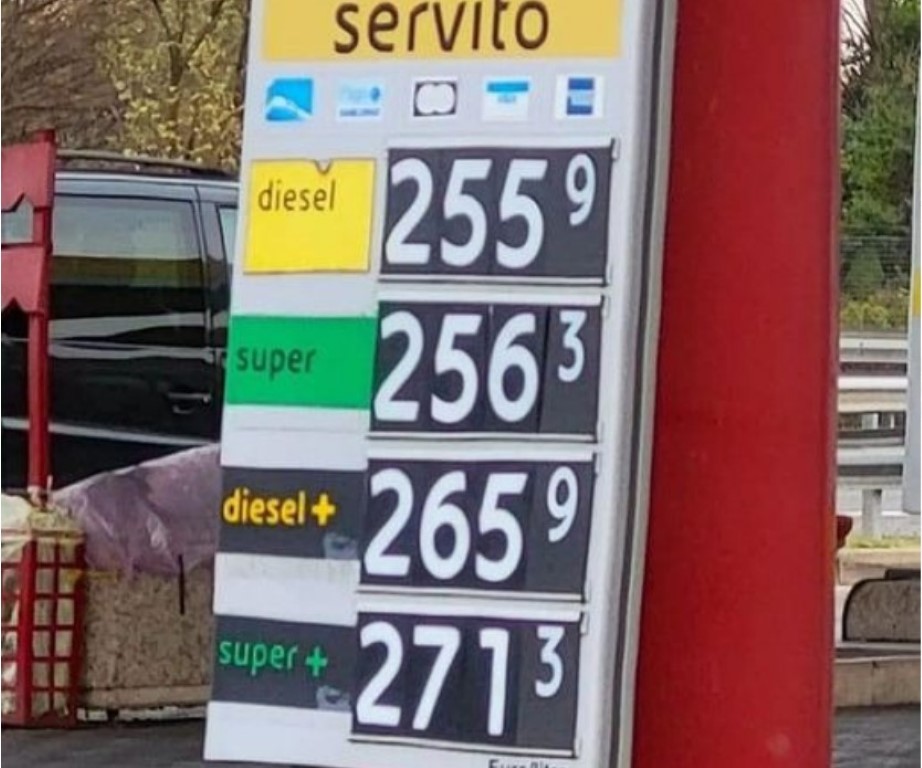 servito
diesel 255 9
super 256 3
diesel+ 265 9
super+ 271 3